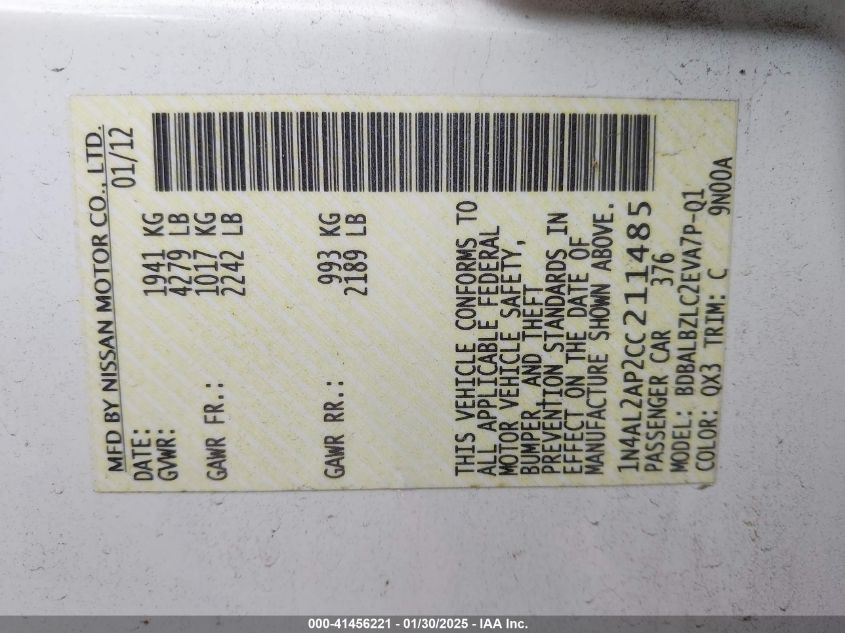 MFD BY NISSAN MOTOR CO., LTD.
DATE: 01/12
GVWR: 1941 KG
4279 LB
GAWR FR.: 1017 KG
2242 LB
GAWR RR.: 993 KG
2189 LB
THIS VEHICLE CONFORMS TO
ALL APPLICABLE FEDERAL
MOTOR VEHICLE SAFETY,
BUMPER AND THEFT
PREVENTION STANDARDS IN
EFFECT ON THE DATE OF
MANUFACTURE SHOWN ABOVE.
1N4AL2AP2CC211485
PASSENGER CAR 376
MODEL: BDBALBZLC2EVA7P-Q1
COLOR: QX3 TRIM: C 9N00A
000-41456221 - 01/30/2025 - IAA Inc.